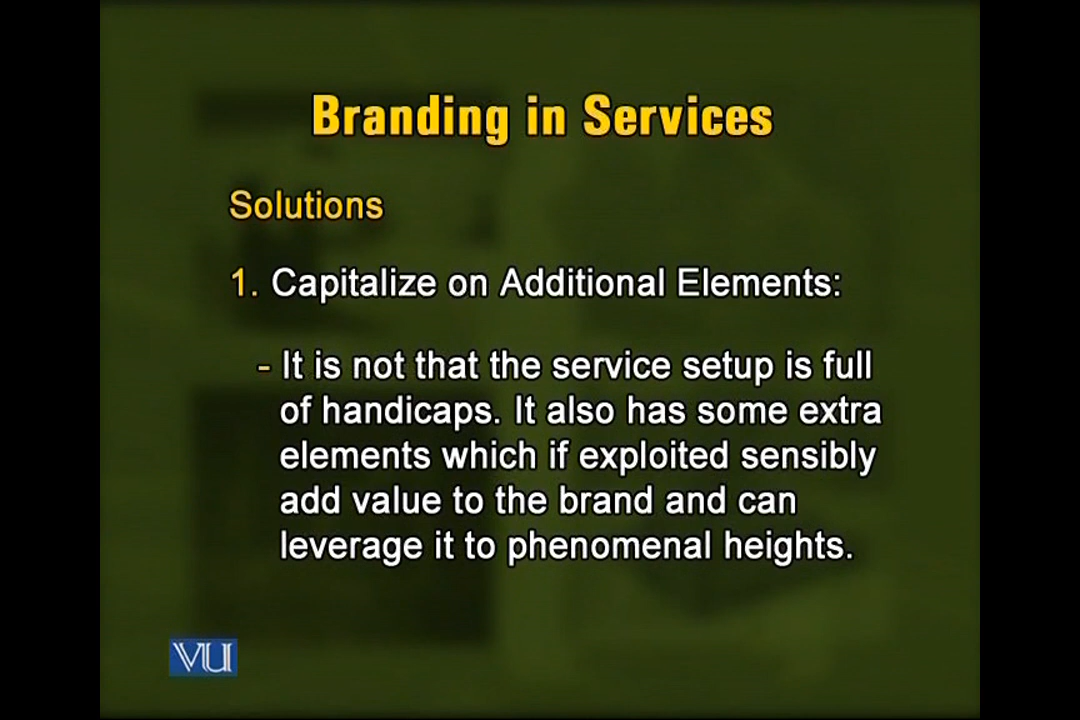 Branding in Services
Solutions
1. Capitalize on Additional Elements:
- It is not that the service setup is full
of handicaps. It also has some extra
elements which if exploited sensibly
add value to the brand and can
leverage it to phenomenal heights.
VU